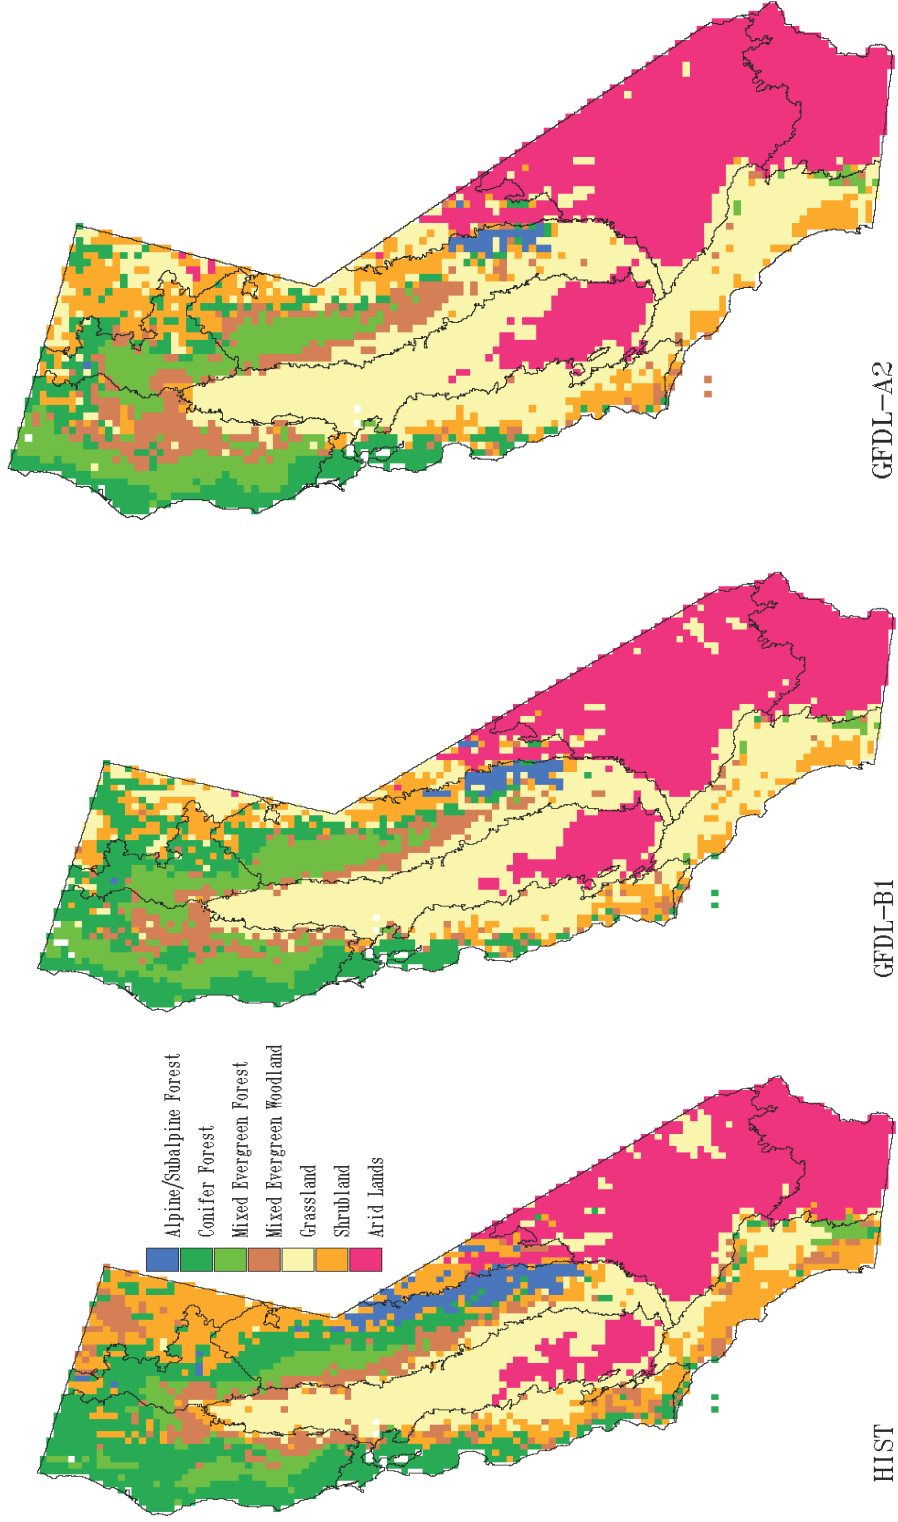 Alpine/Subalpine Forest
Conifer Forest
Mixed Evergreen Forest
Mixed Evergreen Woodland
Grassland
Shrubland
Arid Lands
HIST
GFDL-B1
GFDL-A2